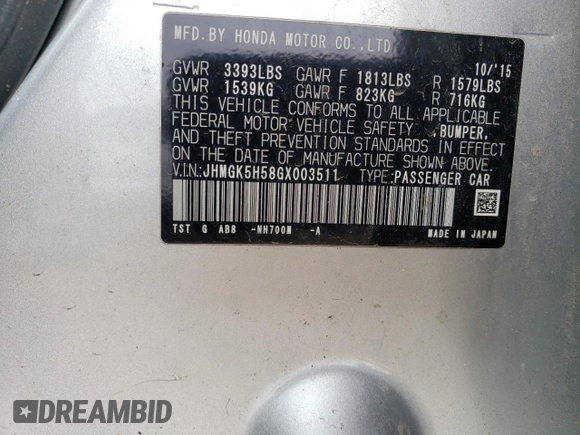 MFD.BY HONDA MOTOR CO.,LTD
10/'15
GVWR 3393LBS GAWR F 1813LBS R 1579LBS
GVWR 1539KG GAWR F 823KG R 716KG
THIS VEHICLE CONFORMS TO ALL APPLICABLE
FEDERAL MOTOR VEHICLE SAFETY ,BUMPER,
AND THEFT PREVENTION STANDARDS IN EFFECT
ON THE DATE OF MANUFACTURE SHOWN ABOVE.
V.I.N:JHMGK5H58GX003511 TYPE:PASSENGER CAR
TST G AB8 -NH700M -A
MADE IN JAPAN
DREAMBID